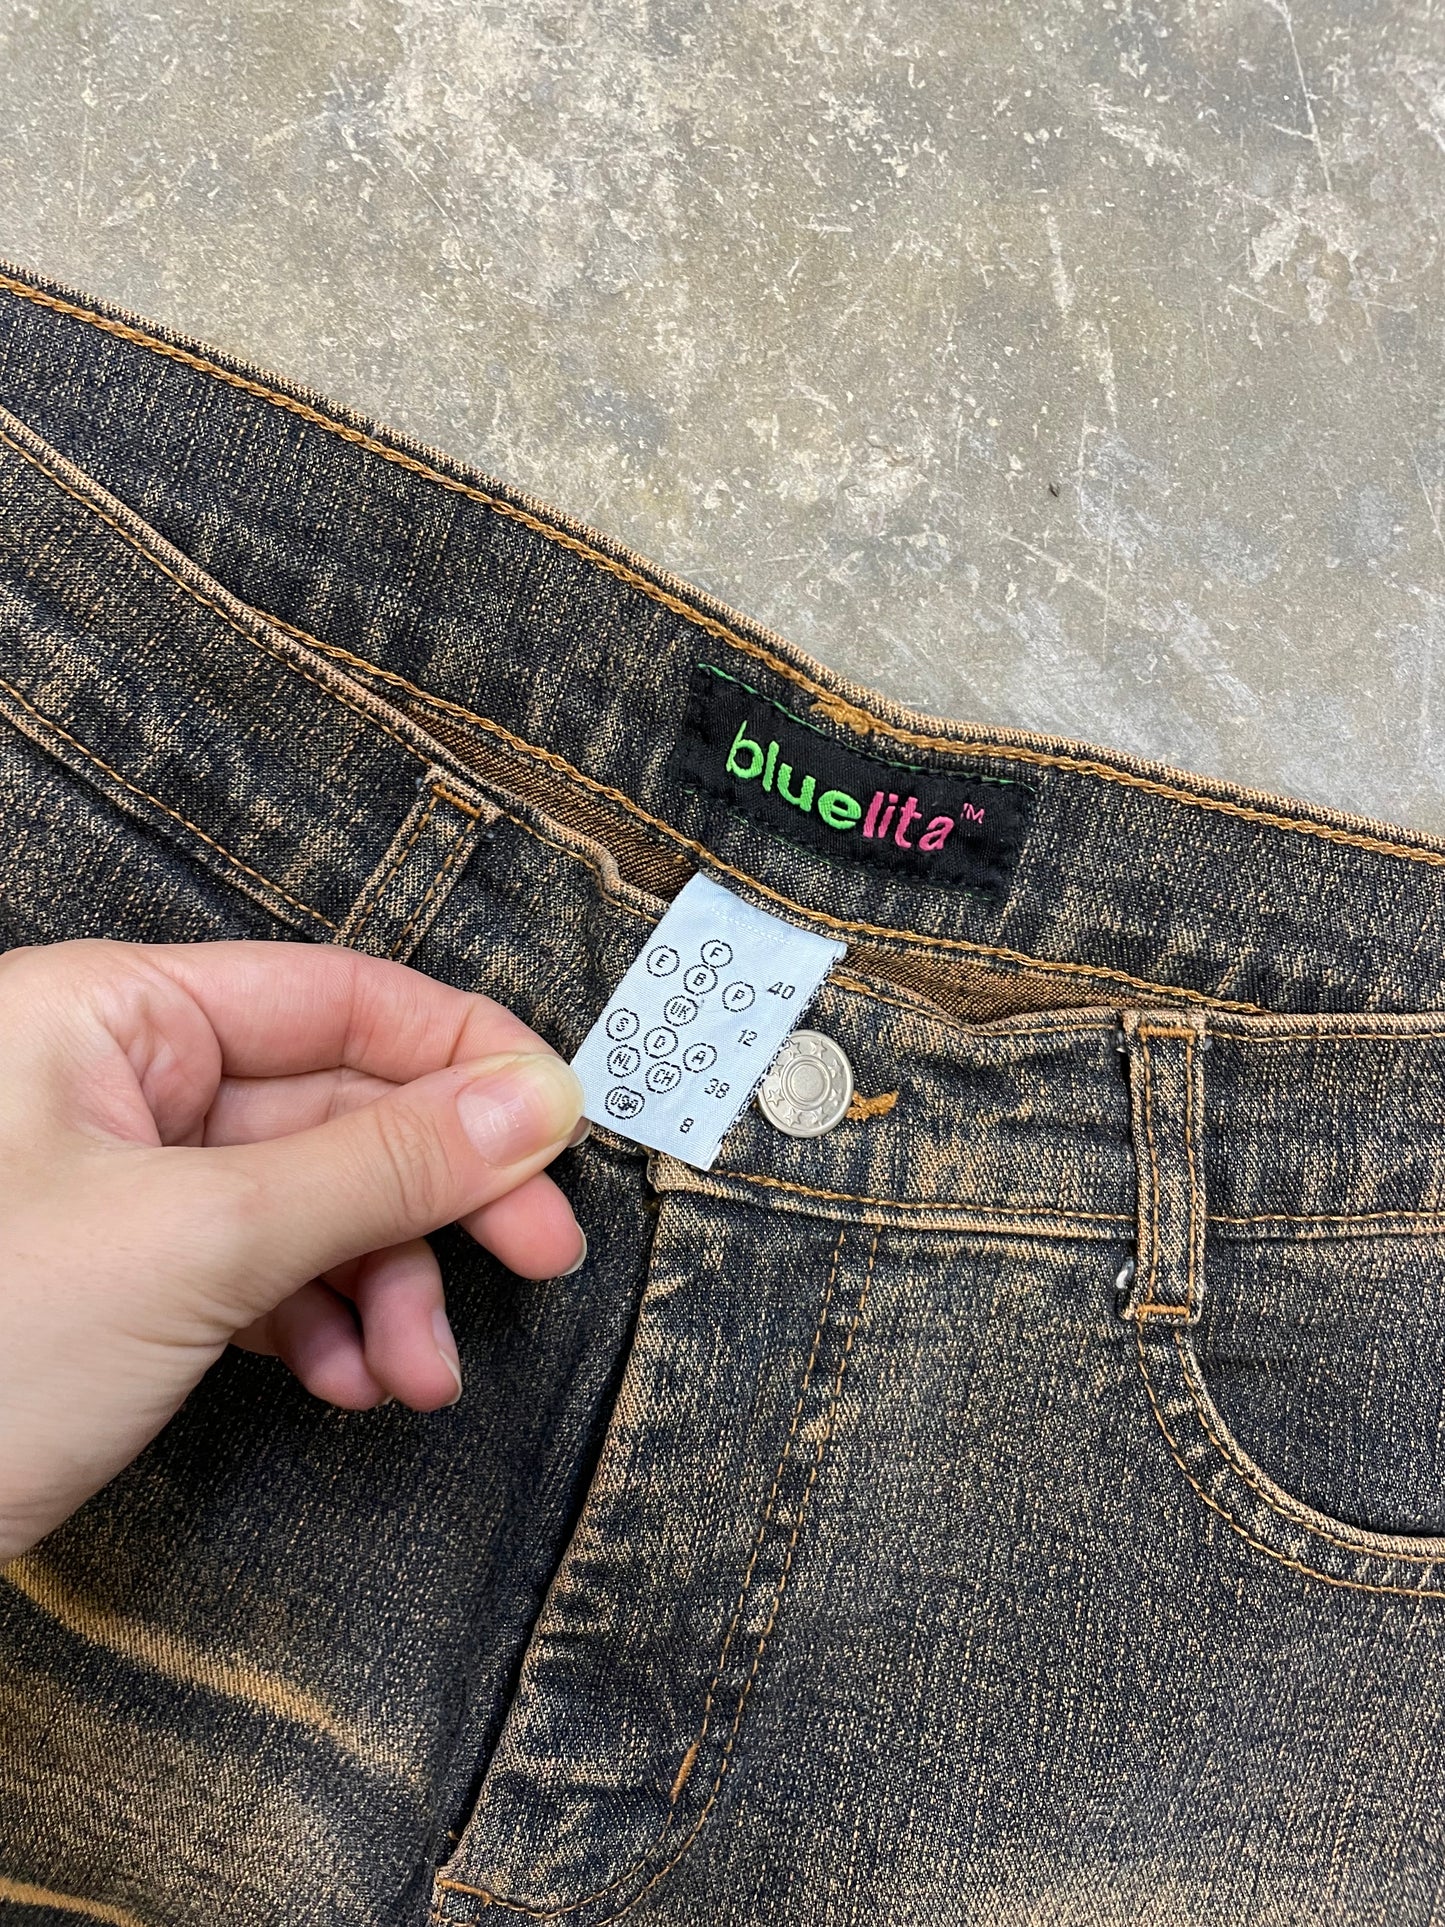 bluelita™
F
E B P 40
UK 12
S D A
NL CH 38
USA 8